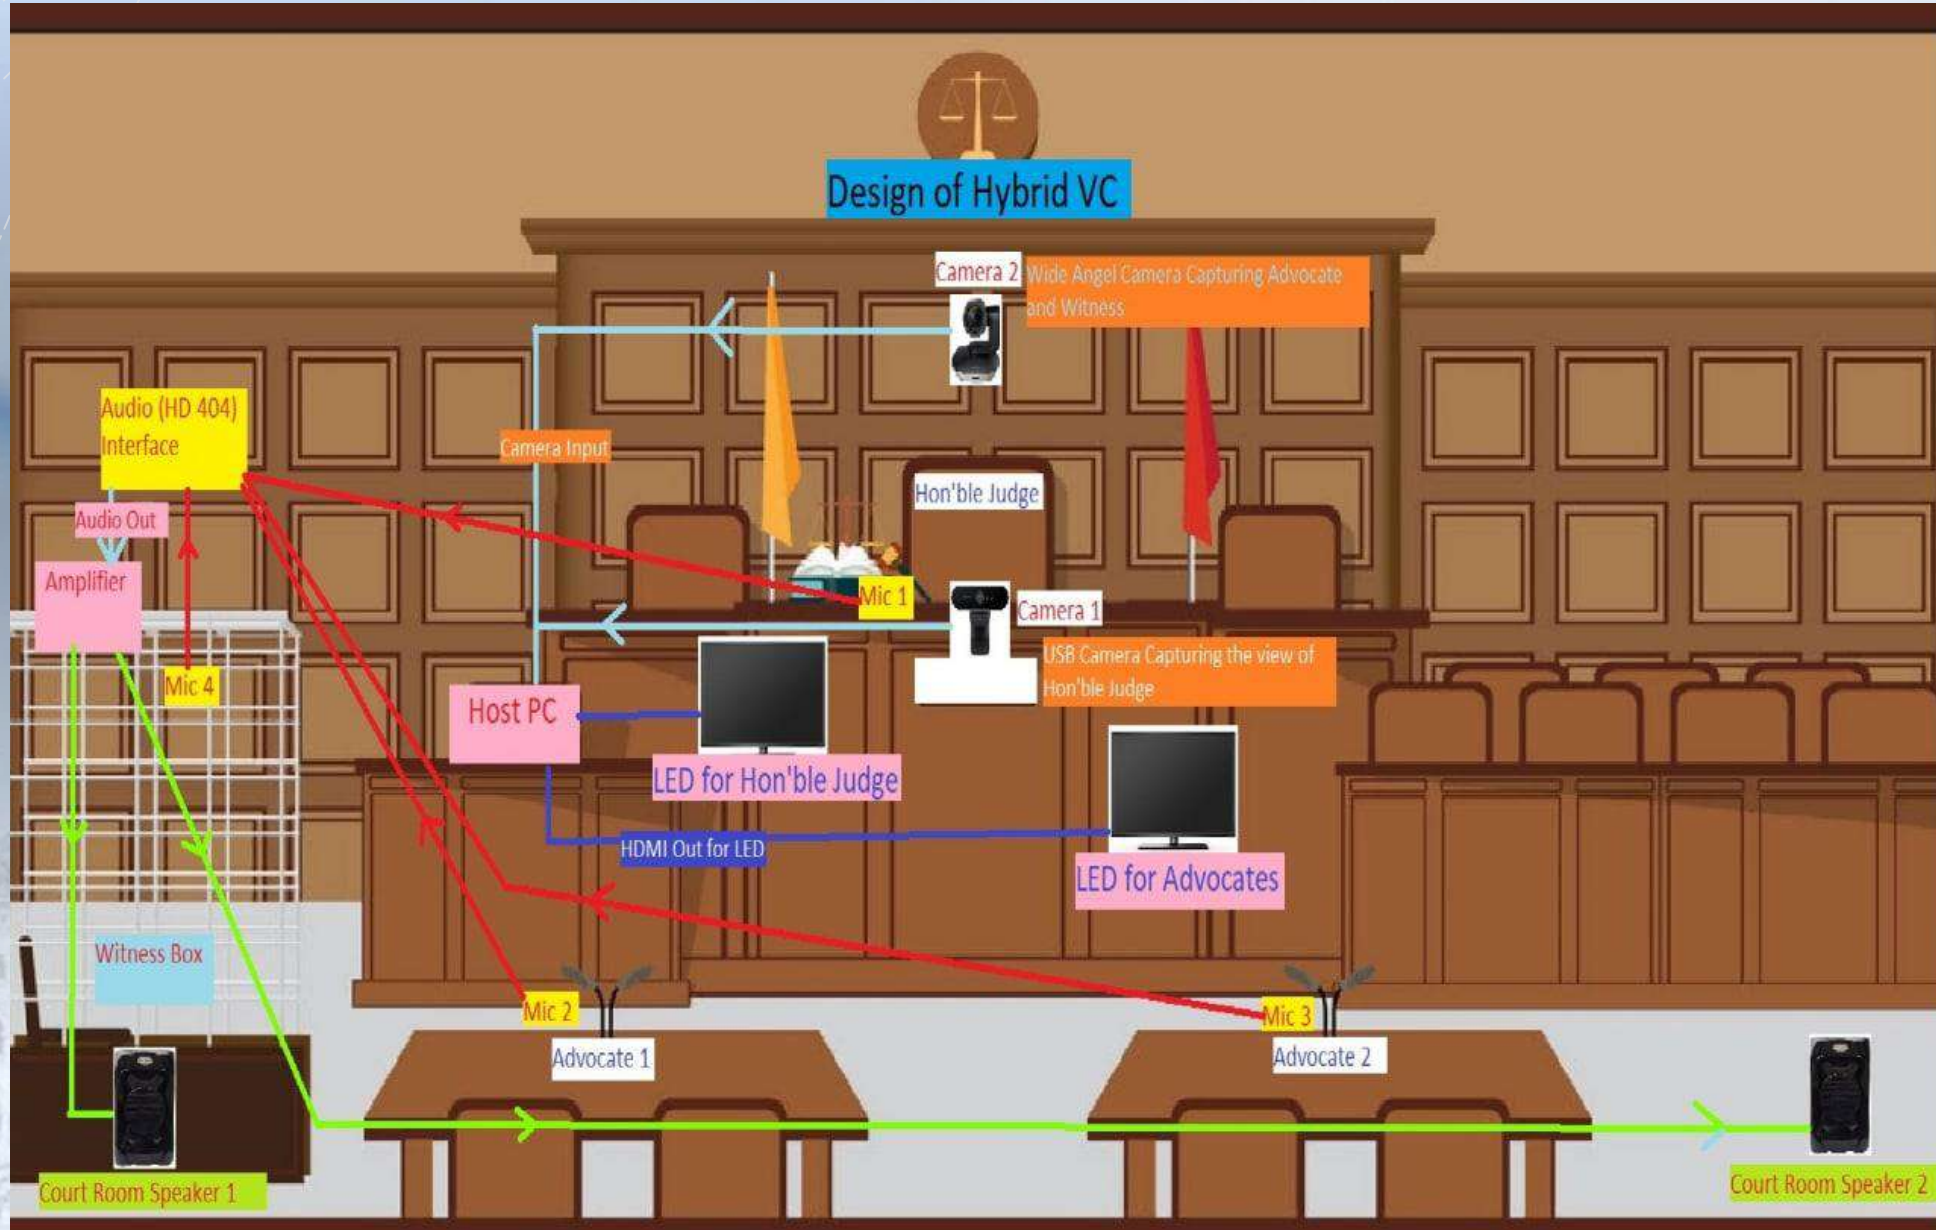 Design of Hybrid VC
Camera 2
Wide Angel Camera Capturing Advocate
and Witness
Audio (HD 404)
Interface
Camera Input
Hon'ble Judge
Audio Out
Amplifier
Mic 1
Camera 1
USB Camera Capturing the view of
Hon'ble Judge
Mic 4
Host PC
LED for Hon'ble Judge
HDMI Out for LED
LED for Advocates
Witness Box
Mic 2
Mic 3
Advocate 1
Advocate 2
Court Room Speaker 1
Court Room Speaker 2